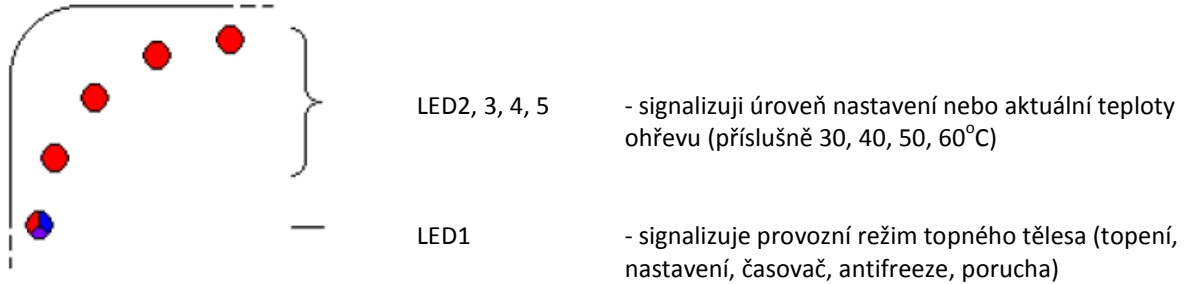 LED2, 3, 4, 5 - signalizuji úroveň nastavení nebo aktuální teploty
ohřevu (příslušně 30, 40, 50, 60°C)
LED1 - signalizuje provozní režim topného tělesa (topení,
nastavení, časovač, antifreeze, porucha)